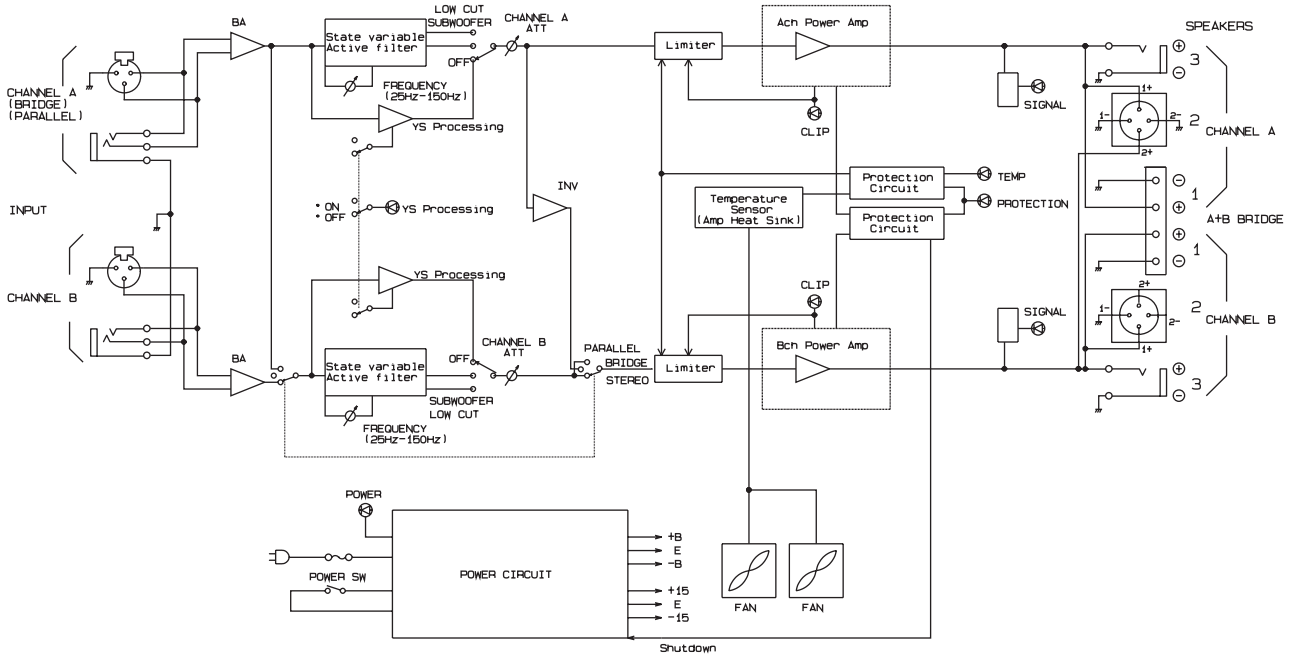 BA
State variable
Active filter
LOW CUT
SUBWOOFER
OFF
CHANNEL A
ATT
FREQUENCY
(25Hz-150Hz)
YS Processing
CHANNEL A
(BRIDGE)
(PARALLEL)
INPUT
• ON
• OFF
YS Processing
INV
Limiter
Ach Power Amp
CLIP
SIGNAL
SPEAKERS
+
3
−
1+
1-
2-
2+
2
CHANNEL A
Protection
Circuit
TEMP
Temperature
Sensor
(Amp Heat Sink)
Protection
Circuit
PROTECTION
−
1
+
A+B BRIDGE
+
1
−
CHANNEL B
YS Processing
BA
State variable
Active filter
OFF
SUBWOOFER
LOW CUT
CHANNEL B
ATT
FREQUENCY
(25Hz-150Hz)
PARALLEL
BRIDGE
STEREO
Limiter
CLIP
Bch Power Amp
SIGNAL
2+
1-
2-
1+
2
CHANNEL B
+
3
−
POWER
POWER SW
POWER CIRCUIT
+B
E
-B
+15
E
-15
Shutdown
FAN
FAN